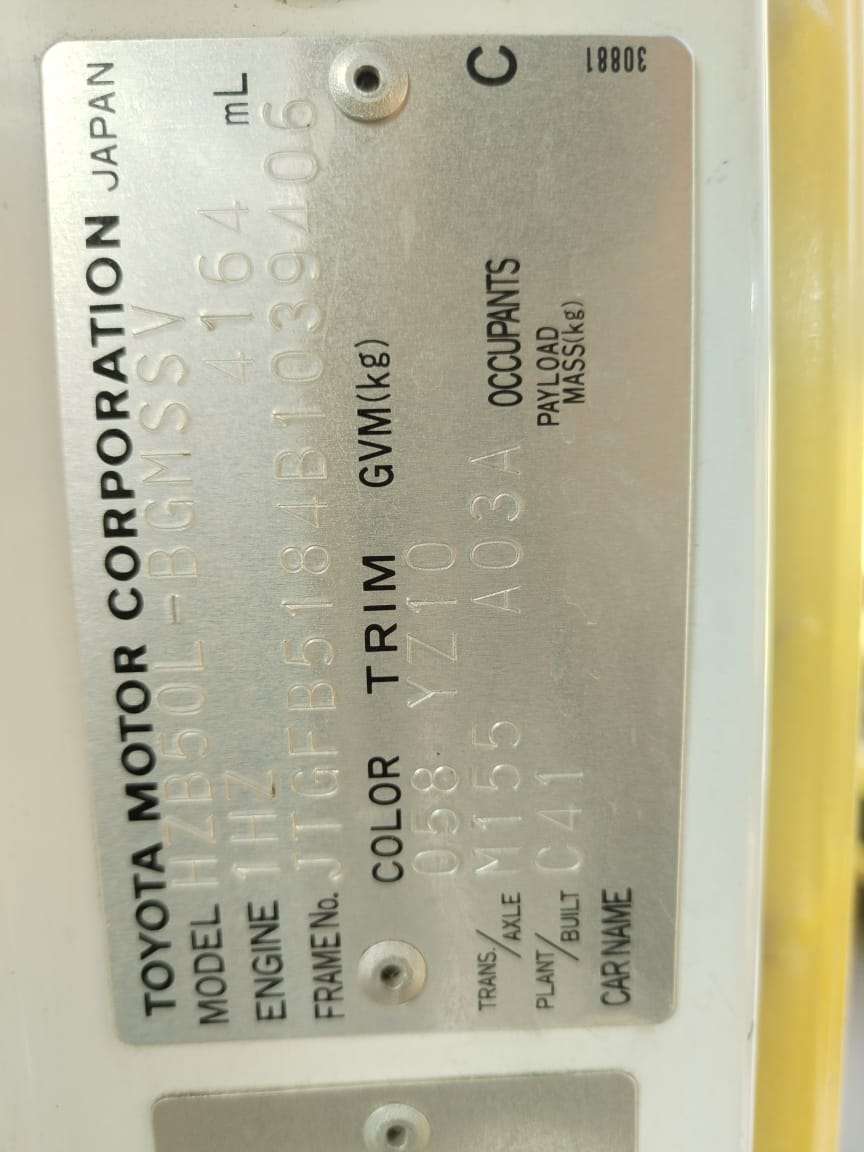 TOYOTA MOTOR CORPORATION JAPAN
MODEL HZB50L-BGMSSV
ENGINE 1HZ 4164 mL
FRAME No. JTGFB5184B1039406
COLOR TRIM GVM(kg)
058 YZ10
TRANS./AXLE M155 A03A OCCUPANTS C
PLANT/BUILT C41 PAYLOAD MASS(kg)
CAR NAME
30881